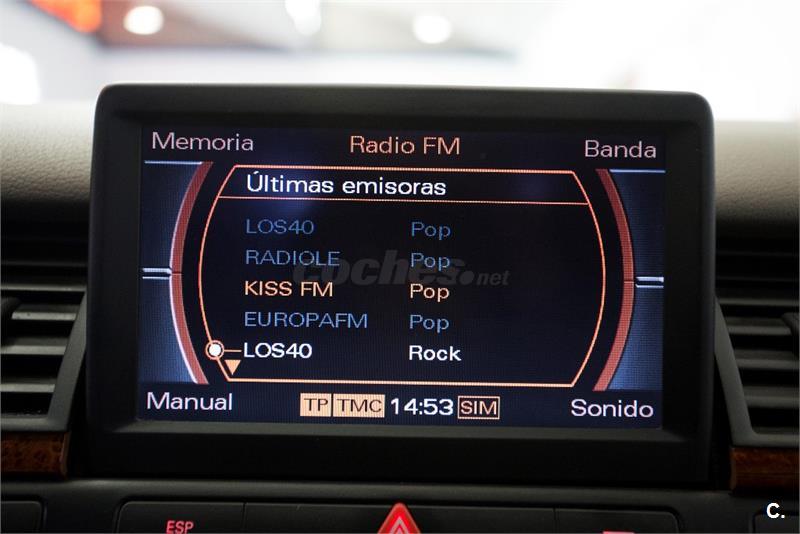 Memoria Radio FM Banda
Últimas emisoras
LOS40 Pop
RADIOLE Pop
coches.net
KISS FM Pop
EUROPAFM Pop
LOS40 Rock
Manual TP TMC 14:53 SIM Sonido
ESP
C.